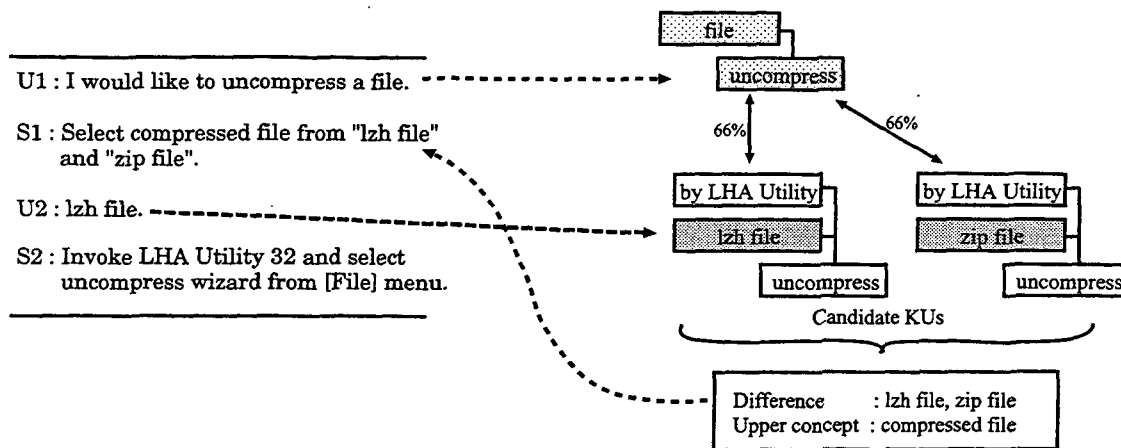 U1 : I would like to uncompress a file.
S1 : Select compressed file from "lzh file"
and "zip file".
U2 : lzh file.
S2 : Invoke LHA Utility 32 and select
uncompress wizard from [File] menu.
file
uncompress
66%
66%
by LHA Utility
lzh file
uncompress
by LHA Utility
zip file
uncompress
Candidate KUs
Difference : lzh file, zip file
Upper concept : compressed file